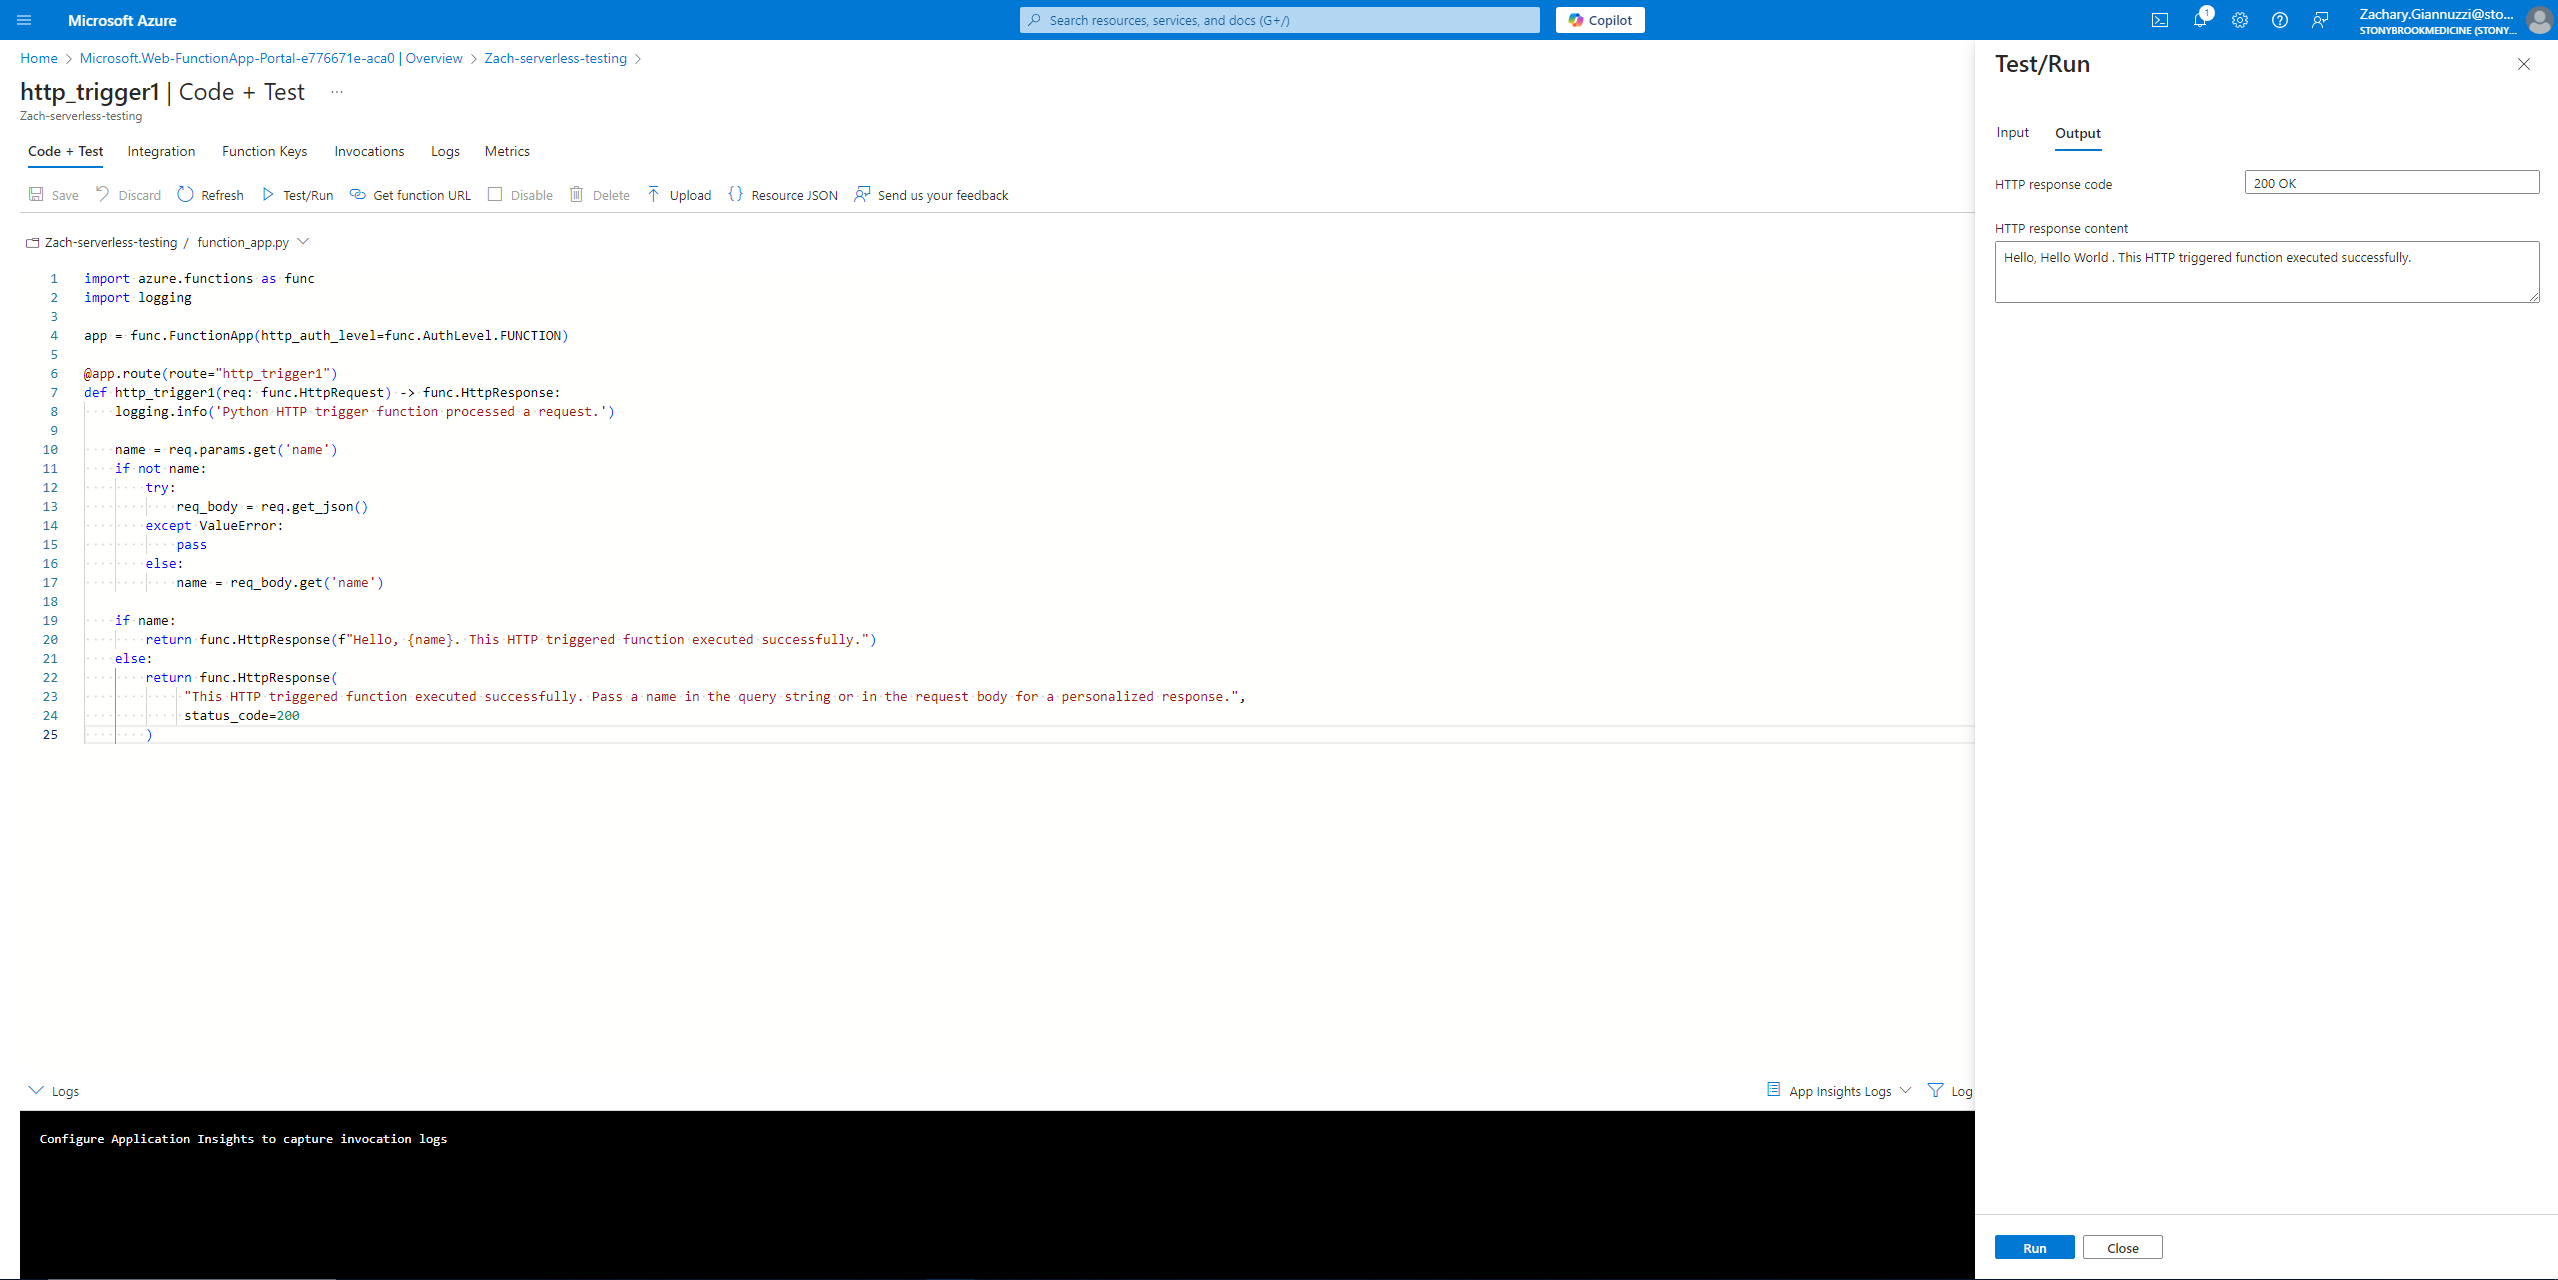 Microsoft Azure
Search resources, services, and docs (G+/)
Copilot
1
Zachary.Giannuzzi@sto...
STONYBROOKMEDICINE (STONY...
Home > Microsoft.Web-FunctionApp-Portal-e776671e-aca0 | Overview > Zach-serverless-testing >
http_trigger1 | Code + Test ...
Zach-serverless-testing
Code + Test Integration Function Keys Invocations Logs Metrics
Save Discard Refresh Test/Run Get function URL Disable Delete Upload {} Resource JSON Send us your feedback
Zach-serverless-testing / function_app.py
1 import azure.functions as func
2 import logging
3
4 app = func.FunctionApp(http_auth_level=func.AuthLevel.FUNCTION)
5
6 @app.route(route="http_trigger1")
7 def http_trigger1(req: func.HttpRequest) -> func.HttpResponse:
8     logging.info('Python HTTP trigger function processed a request.')
9
10     name = req.params.get('name')
11     if not name:
12         try:
13             req_body = req.get_json()
14         except ValueError:
15             pass
16         else:
17             name = req_body.get('name')
18
19     if name:
20         return func.HttpResponse(f"Hello, {name}. This HTTP triggered function executed successfully.")
21     else:
22         return func.HttpResponse(
23              "This HTTP triggered function executed successfully. Pass a name in the query string or in the request body for a personalized response.",
24              status_code=200
25         )
Logs
App Insights Logs
Log
Configure Application Insights to capture invocation logs
Test/Run
Input Output
HTTP response code 200 OK
HTTP response content
Hello, Hello World . This HTTP triggered function executed successfully.
Run Close